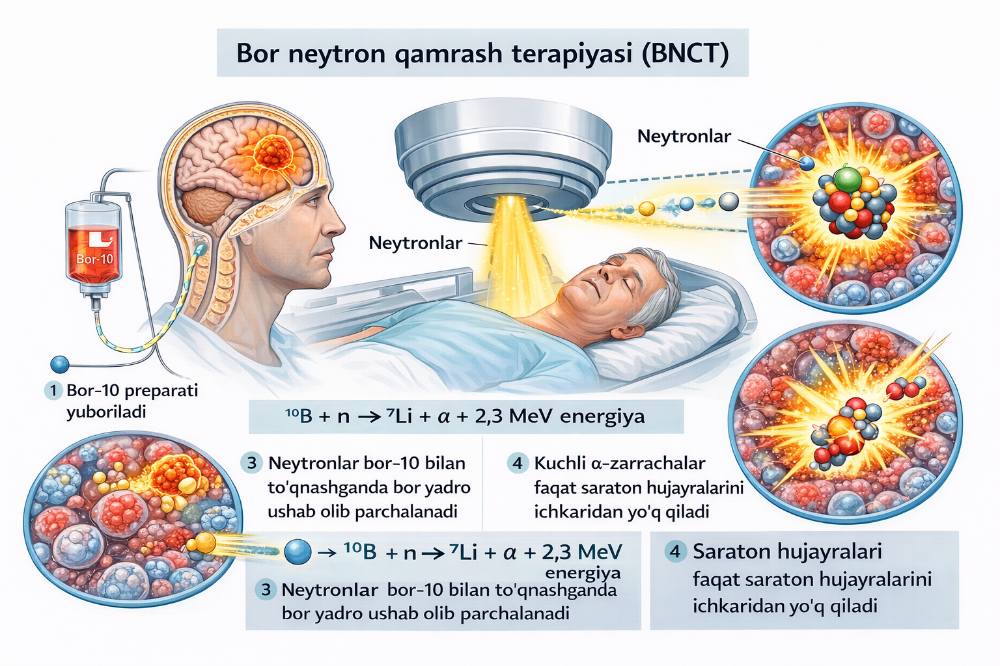 Bor neytron qamrash terapiyasi (BNCT)
Neytronlar
Neytronlar
Bor-10
1 Bor-10 preparati
yuboriladi
¹⁰B + n → ⁷Li + α + 2,3 MeV energiya
3 Neytronlar bor-10 bilan
to'qnashganda bor yadro
ushab olib parchalanadi
4 Kuchli α-zarrachalar
faqat saraton hujayralarini
ichkaridan yo'q qiladi
→ ¹⁰B + n → ⁷Li + α + 2,3 MeV
energiya
3 Neytronlar bor-10 bilan to'qnashganda
bor yadro ushab olib parchalanadi
4 Saraton hujayralari
faqat saraton hujayralarini
ichkaridan yo'q qiladi